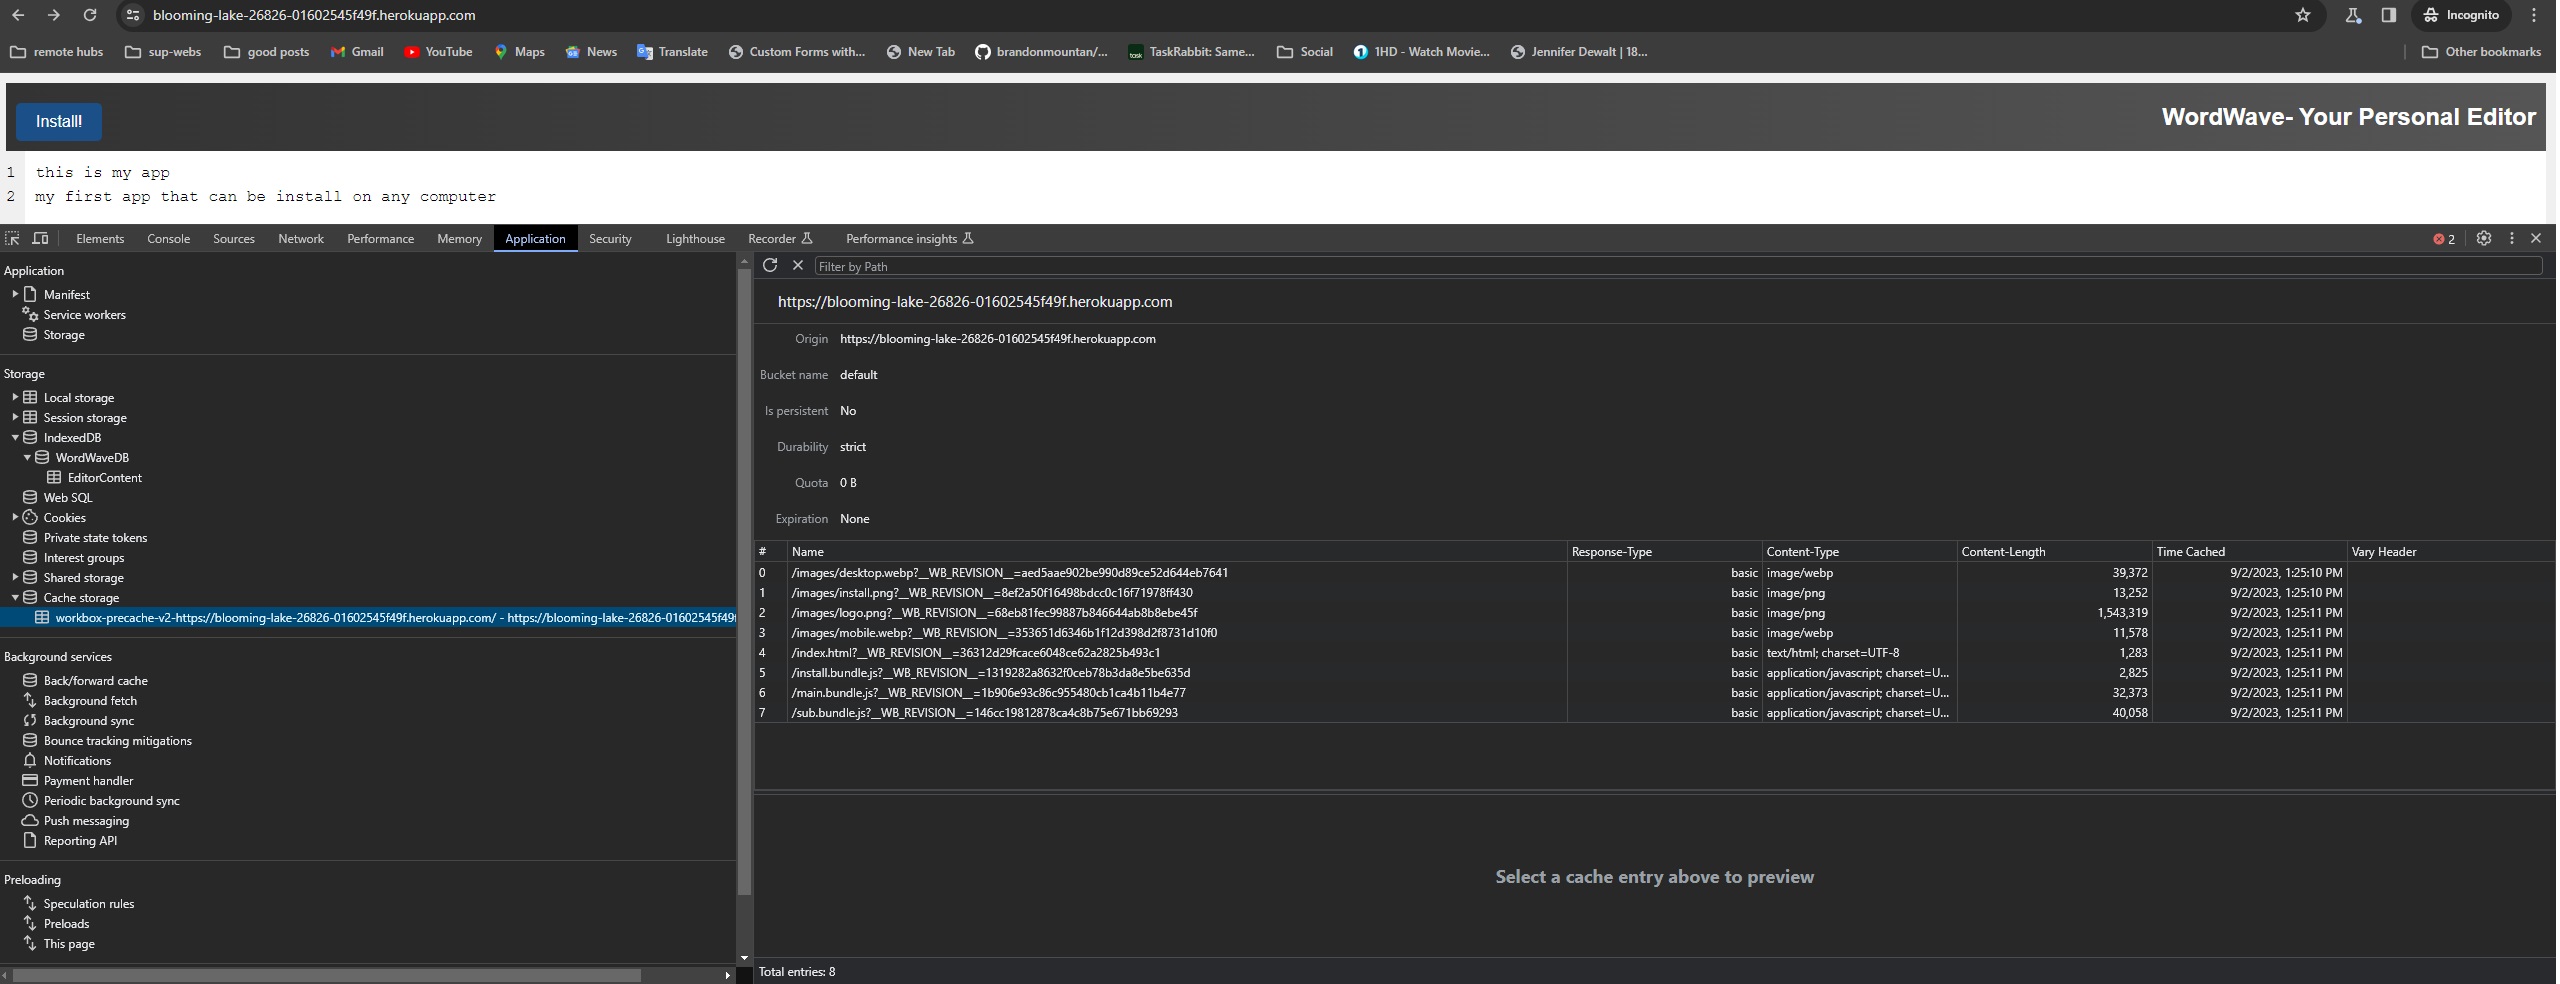 blooming-lake-26826-01602545f49f.herokuapp.com Incognito
remote hubs sup-webs good posts Gmail YouTube Maps News Translate Custom Forms with... New Tab brandonmountan/... TaskRabbit: Same... Social 1HD - Watch Movie... Jennifer Dewalt | 18... Other bookmarks
Install! WordWave- Your Personal Editor
1 this is my app
2 my first app that can be install on any computer
Elements Console Sources Network Performance Memory Application Security Lighthouse Recorder Performance insights 2
Application
Manifest
Service workers
Storage
Storage
Local storage
Session storage
IndexedDB
WordWaveDB
EditorContent
Web SQL
Cookies
Private state tokens
Interest groups
Shared storage
Cache storage
workbox-precache-v2-https://blooming-lake-26826-01602545f49f.herokuapp.com/ - https://blooming-lake-26826-01602545f49f
Background services
Back/forward cache
Background fetch
Background sync
Bounce tracking mitigations
Notifications
Payment handler
Periodic background sync
Push messaging
Reporting API
Preloading
Speculation rules
Preloads
This page
Filter by Path
https://blooming-lake-26826-01602545f49f.herokuapp.com
Origin https://blooming-lake-26826-01602545f49f.herokuapp.com
Bucket name default
Is persistent No
Durability strict
Quota 0 B
Expiration None
# Name Response-Type Content-Type Content-Length Time Cached Vary Header
0 /images/desktop.webp?__WB_REVISION__=aed5aae902be990d89ce52d644eb7641 basic image/webp 39,372 9/2/2023, 1:25:10 PM
1 /images/install.png?__WB_REVISION__=8ef2a50f16498bdcc0c16f71978ff430 basic image/png 13,252 9/2/2023, 1:25:10 PM
2 /images/logo.png?__WB_REVISION__=68eb81fec99887b846644ab8b8ebe45f basic image/png 1,543,319 9/2/2023, 1:25:11 PM
3 /images/mobile.webp?__WB_REVISION__=353651d6346b1f12d398d2f8731d10f0 basic image/webp 11,578 9/2/2023, 1:25:11 PM
4 /index.html?__WB_REVISION__=36312d29fcace6048ce62a2825b493c1 basic text/html; charset=UTF-8 1,283 9/2/2023, 1:25:11 PM
5 /install.bundle.js?__WB_REVISION__=1319282a8632f0ceb78b3da8e5be635d basic application/javascript; charset=U... 2,825 9/2/2023, 1:25:11 PM
6 /main.bundle.js?__WB_REVISION__=1b906e93c86c955480cb1ca4b11b4e77 basic application/javascript; charset=U... 32,373 9/2/2023, 1:25:11 PM
7 /sub.bundle.js?__WB_REVISION__=146cc19812878ca4c8b75e671bb69293 basic application/javascript; charset=U... 40,058 9/2/2023, 1:25:11 PM
Select a cache entry above to preview
Total entries: 8